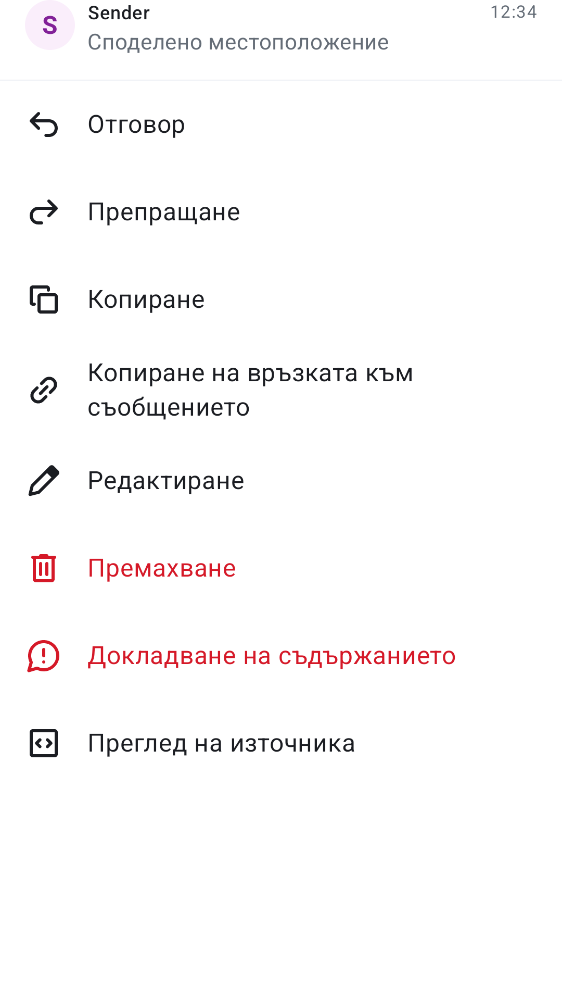 S
Sender
12:34
Споделено местоположение
Отговор
Препращане
Копиране
Копиране на връзката към
съобщението
Редактиране
Премахване
Докладване на съдържанието
Преглед на източника